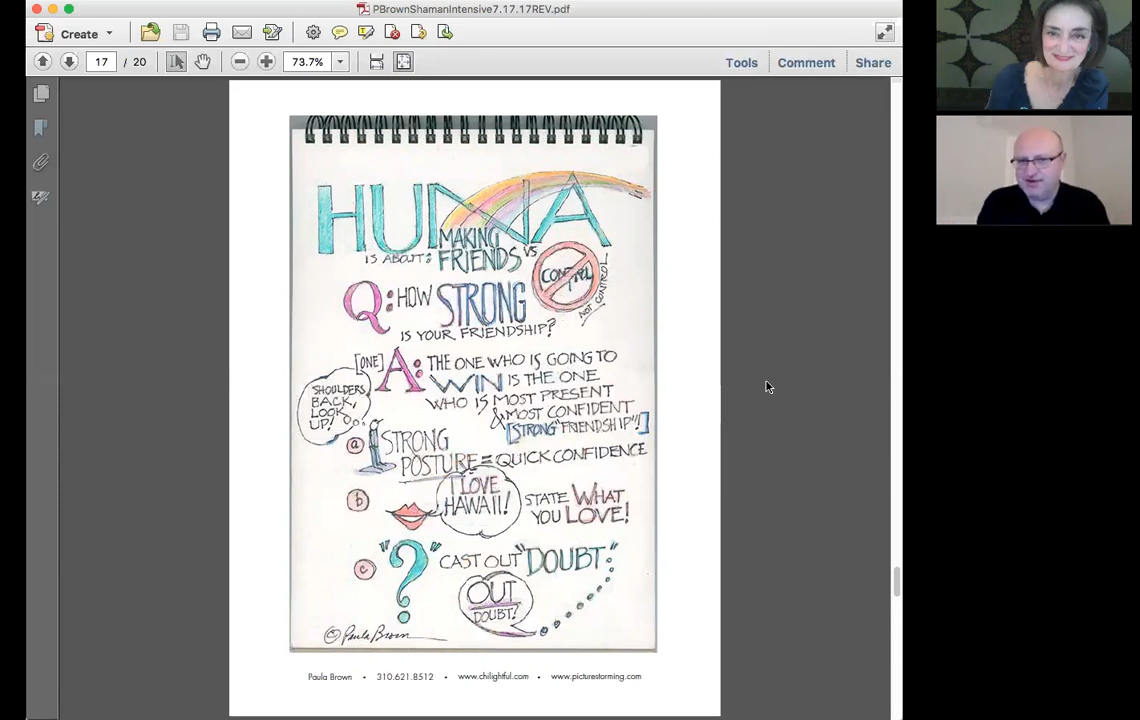 PBrownShamanIntensive7.17.17REV.pdf
Create
17 / 20
73.7%
Tools
Comment
Share
HUNA
IS ABOUT: MAKING FRIENDS VS CONTROL
NOT CONTROL
Q: HOW STRONG
IS YOUR FRIENDSHIP?
[ONE] A: THE ONE WHO IS GOING TO
WIN IS THE ONE
WHO IS MOST PRESENT
& MOST CONFIDENT
[STRONG "FRIENDSHIP"!]
SHOULDERS
BACK,
LOOK
UP!
a STRONG
POSTURE = QUICK CONFIDENCE
b I LOVE
HAWAII!
STATE WHAT
YOU LOVE!
c "?" CAST OUT "DOUBT"
OUT
DOUBT!
© Paula Brown
Paula Brown • 310.621.8512 • www.chilightful.com • www.picturestorming.com